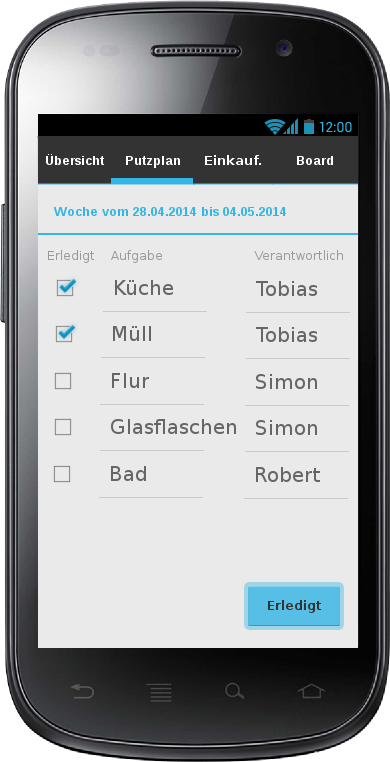 12:00
Übersicht Putzplan Einkauf. Board
Woche vom 28.04.2014 bis 04.05.2014
Erledigt Aufgabe Verantwortlich
Küche Tobias
Müll Tobias
Flur Simon
Glasflaschen Simon
Bad Robert
Erledigt